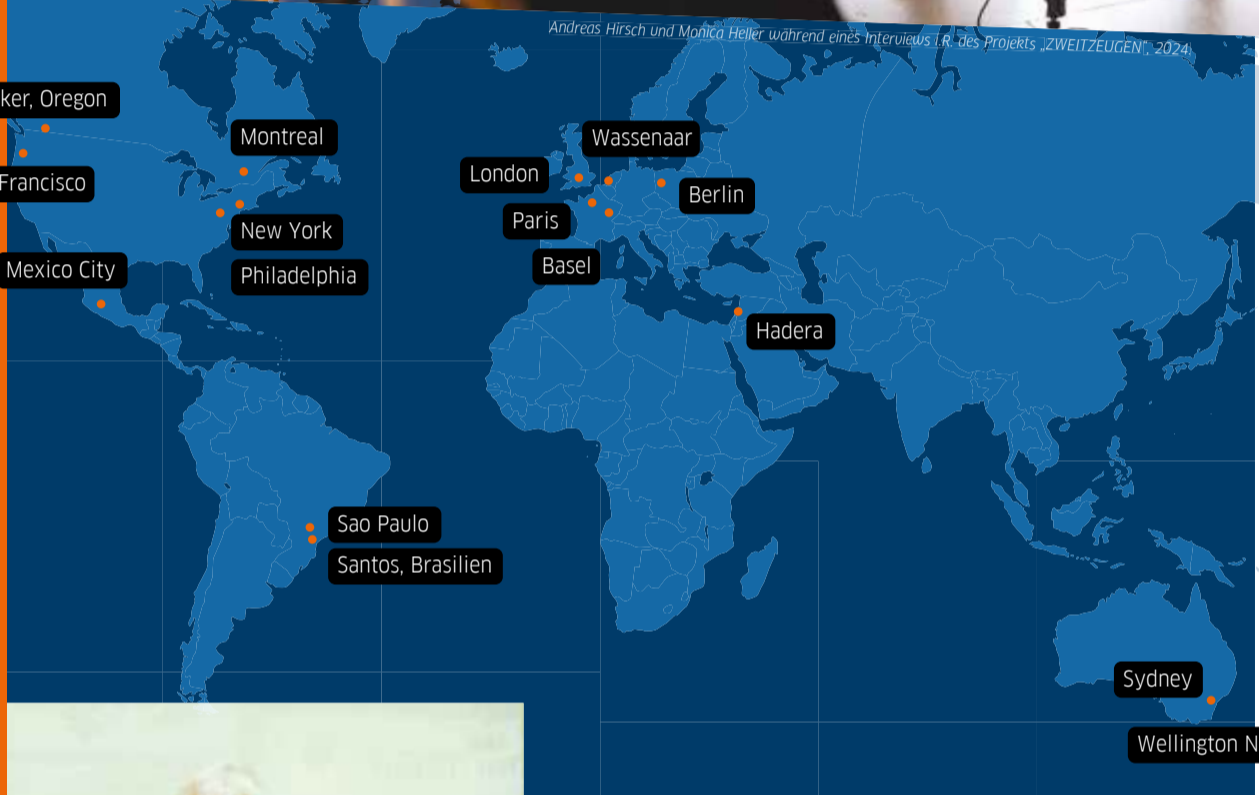 Andreas Hirsch und Monica Heller während eines Interviews i.R. des Projekts „ZWEITZEUGEN", 2024
ker, Oregon
Montreal
Wassenaar
London
Francisco
Berlin
Paris
New York
Basel
Mexico City
Philadelphia
Hadera
Sao Paulo
Santos, Brasilien
Sydney
Wellington N